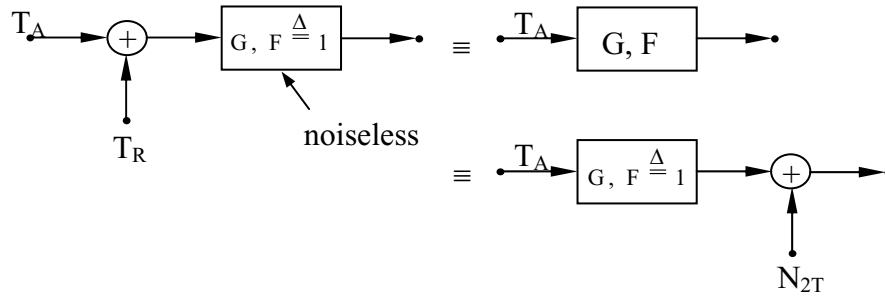 T_A + G, F ≜ 1 ≡ T_A G, F
T_R
noiseless
≡ T_A G, F ≜ 1 +
N_2T